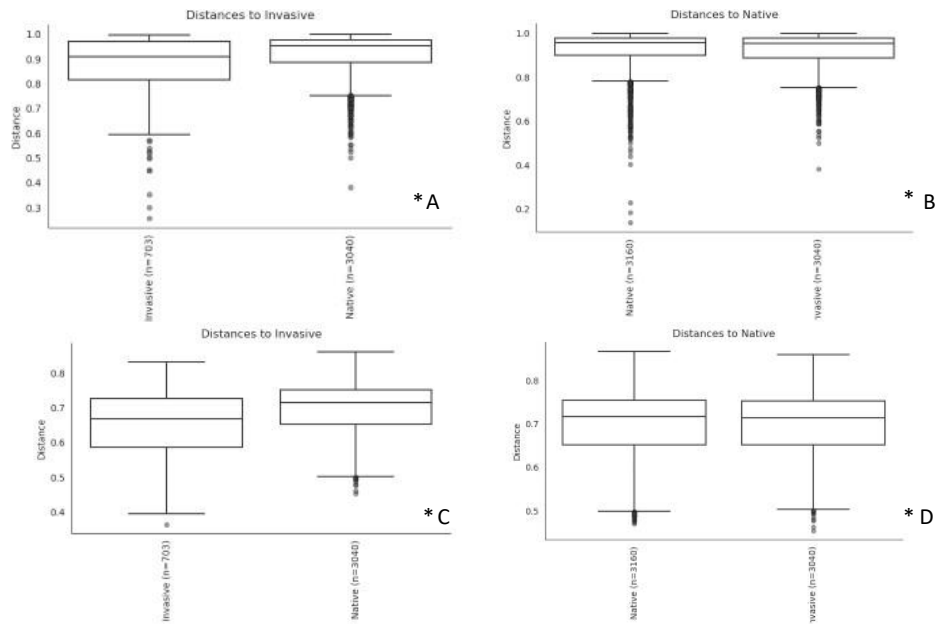 Distances to Invasive
Distance
1.0
0.9
0.8
0.7
0.6
0.5
0.4
0.3
Invasive (n=703)
Native (n=3040)
* A
Distances to Native
1.0
0.8
0.6
0.4
0.2
Distance
Native (n=3160)
nvasive (n=3040)
* B
Distances to Invasive
Distance
0.8
0.7
0.6
0.5
0.4
Invasive (n=703)
Native (n=3040)
* C
Distances to Native
Distance
0.8
0.7
0.6
0.5
Native (n=3160)
nvasive (n=3040)
* D